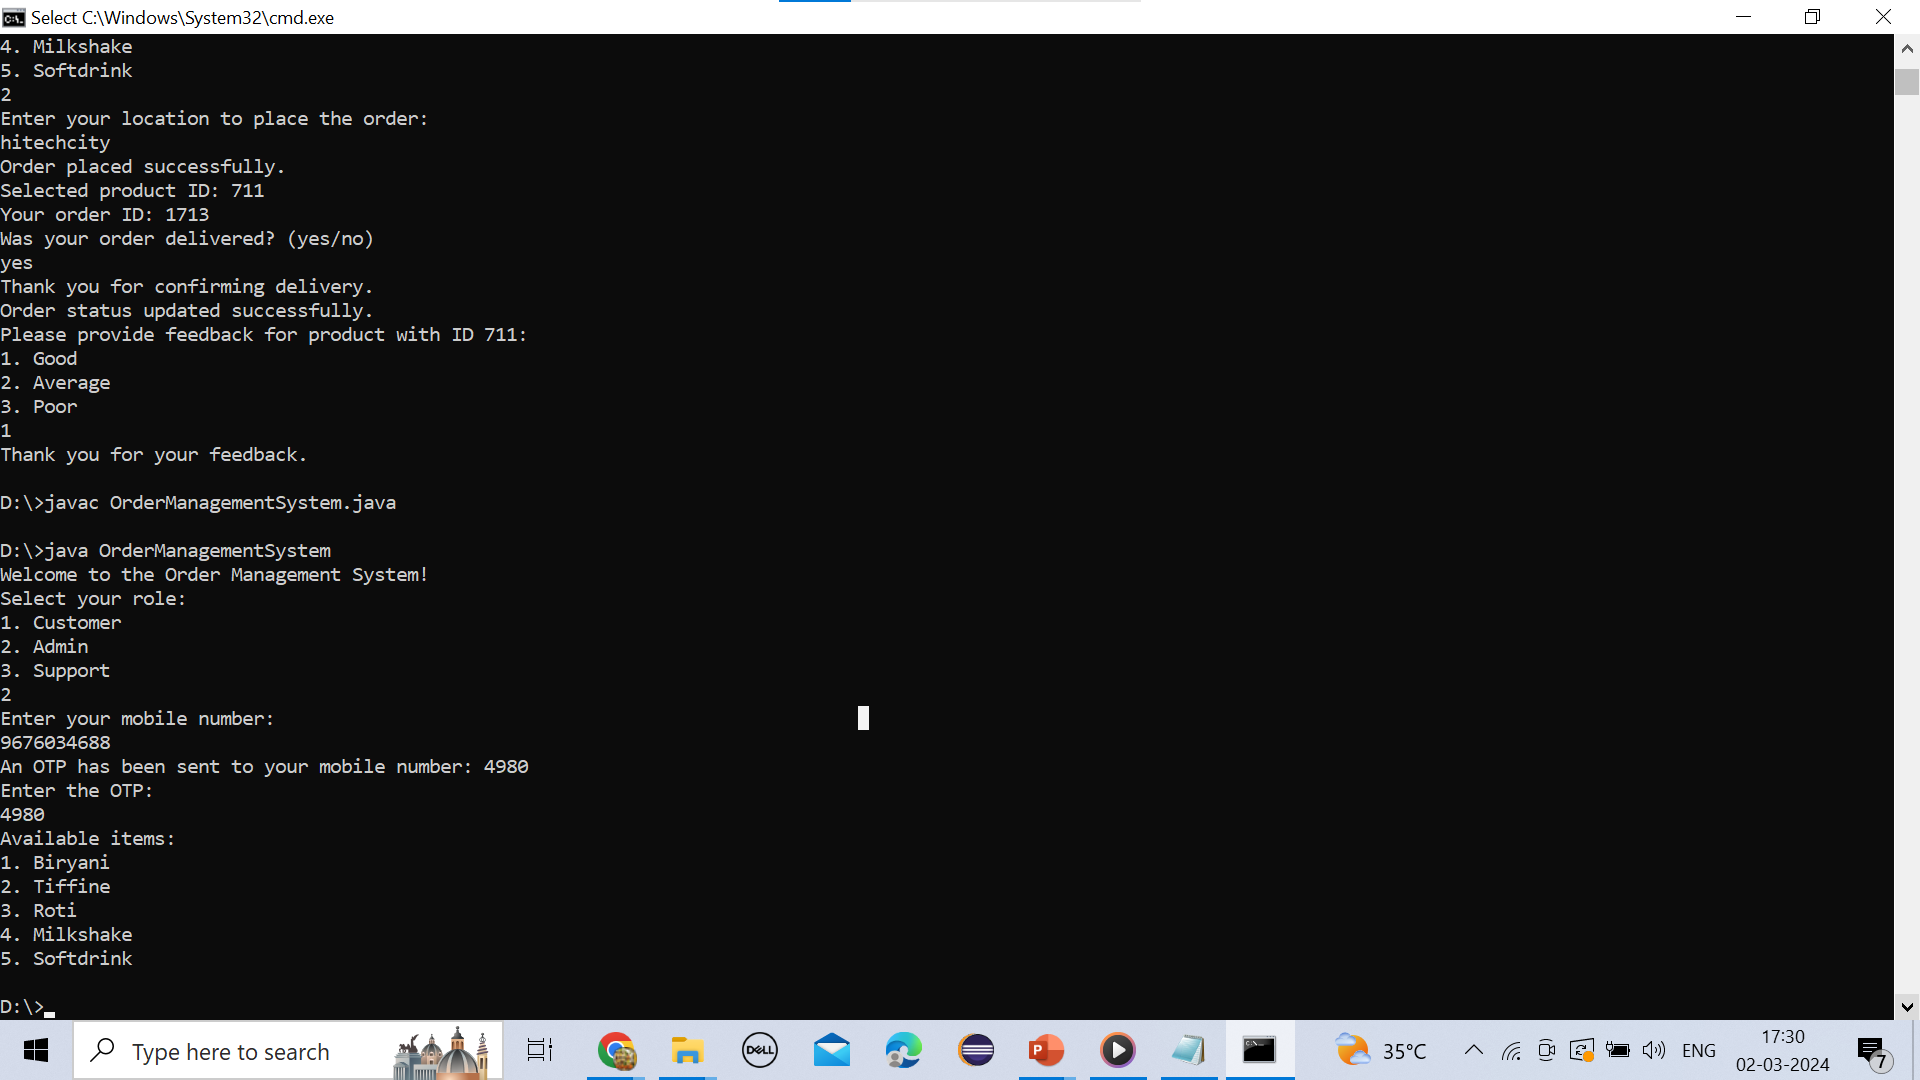 Select C:\Windows\System32\cmd.exe
4. Milkshake
5. Softdrink
2
Enter your location to place the order:
hitechcity
Order placed successfully.
Selected product ID: 711
Your order ID: 1713
Was your order delivered? (yes/no)
yes
Thank you for confirming delivery.
Order status updated successfully.
Please provide feedback for product with ID 711:
1. Good
2. Average
3. Poor
1
Thank you for your feedback.
D:\>javac OrderManagementSystem.java
D:\>java OrderManagementSystem
Welcome to the Order Management System!
Select your role:
1. Customer
2. Admin
3. Support
2
Enter your mobile number:
9676034688
An OTP has been sent to your mobile number: 4980
Enter the OTP:
4980
Available items:
1. Biryani
2. Tiffine
3. Roti
4. Milkshake
5. Softdrink
D:\>
Type here to search
DELL
P
35°C
ENG
17:30
02-03-2024
7